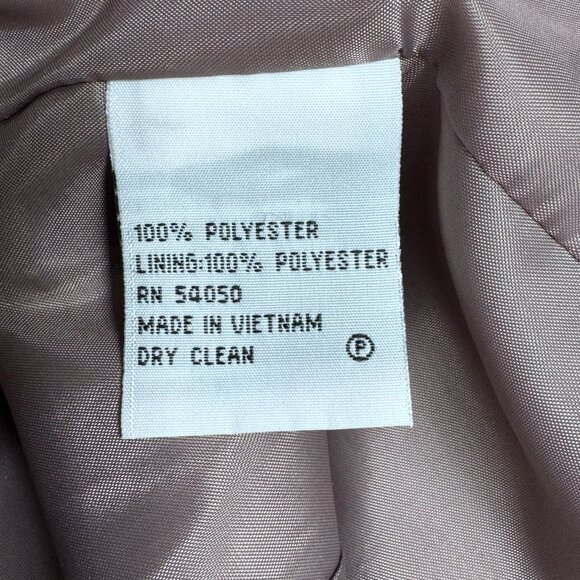 100% POLYESTER
LINING:100% POLYESTER
RN 54050
MADE IN VIETNAM
DRY CLEAN Ⓟ